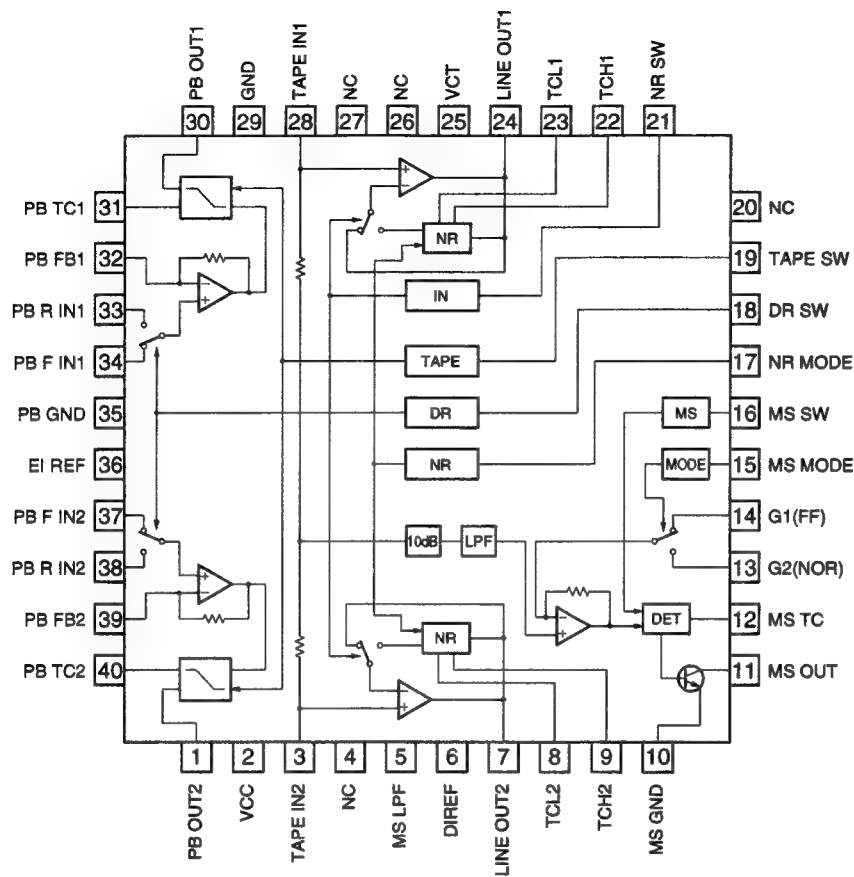 PB OUT1
GND
TAPE IN1
NC
NC
VCT
LINE OUT1
TCL1
TCH1
NR SW
30
29
28
27
26
25
24
23
22
21
PB TC1 31
PB FB1 32
PB R IN1 33
PB F IN1 34
PB GND 35
EI REF 36
PB F IN2 37
PB R IN2 38
PB FB2 39
PB TC2 40
+
−
NR
−
+
IN
TAPE
DR
NR
MS
MODE
10dB
LPF
+
−
−
+
DET
NR
−
+
20 NC
19 TAPE SW
18 DR SW
17 NR MODE
16 MS SW
15 MS MODE
14 G1(FF)
13 G2(NOR)
12 MS TC
11 MS OUT
1
2
3
4
5
6
7
8
9
10
PB OUT2
VCC
TAPE IN2
NC
MS LPF
DIREF
LINE OUT2
TCL2
TCH2
MS GND